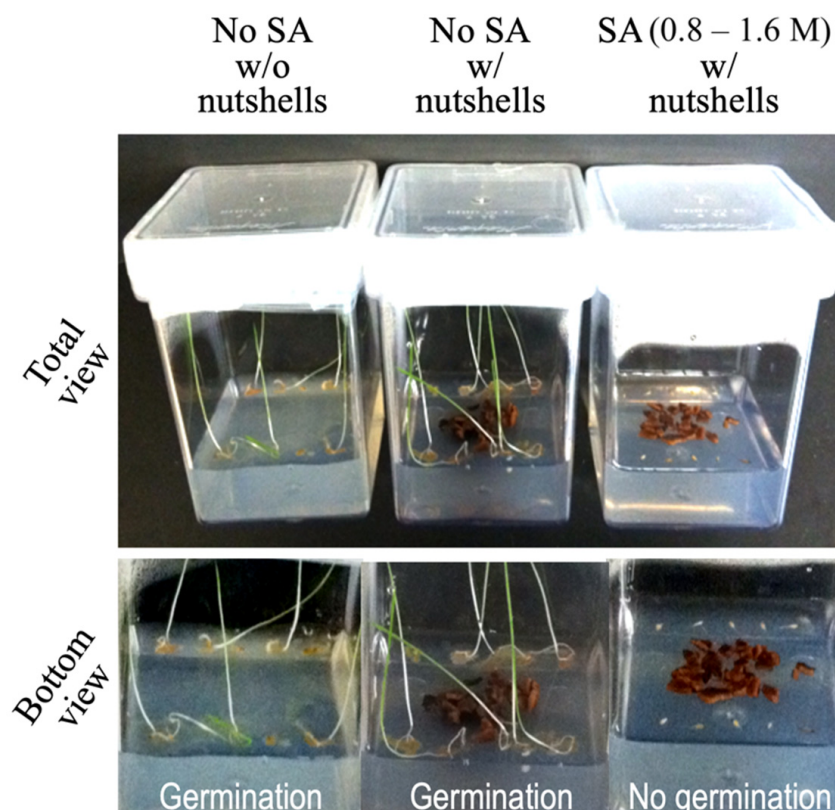 No SA
w/o
nutshells
No SA
w/
nutshells
SA (0.8 – 1.6 M)
w/
nutshells
Total
view
Bottom
view
Germination
Germination
No germination